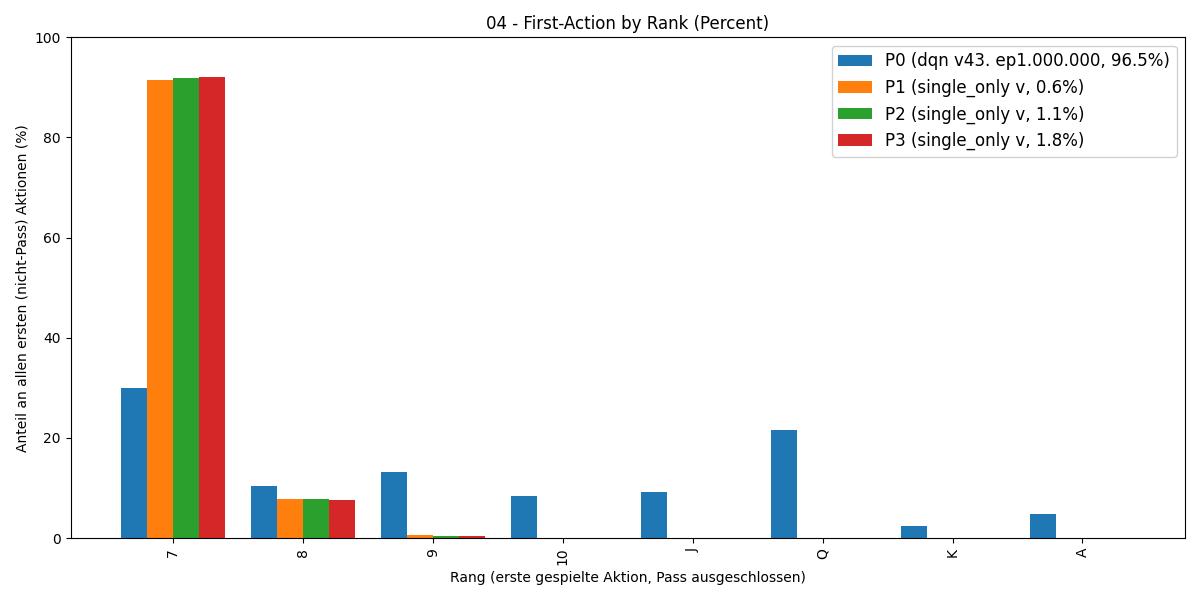 04 - First-Action by Rank (Percent)
P0 (dqn v43. ep1.000.000, 96.5%)
P1 (single_only v, 0.6%)
P2 (single_only v, 1.1%)
P3 (single_only v, 1.8%)
Anteil an allen ersten (nicht-Pass) Aktionen (%)
100
80
60
40
20
0
7 8 9 10 J Q K A
Rang (erste gespielte Aktion, Pass ausgeschlossen)